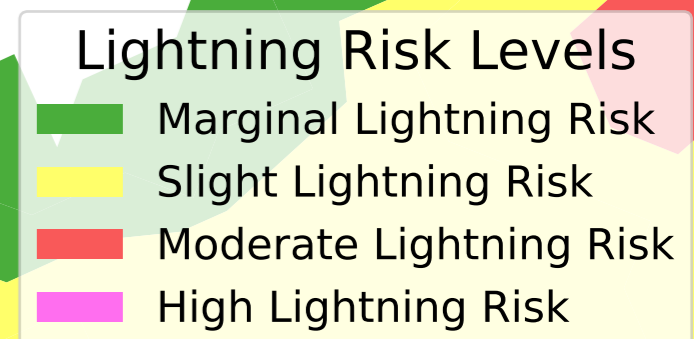 Lightning Risk Levels
Marginal Lightning Risk
Slight Lightning Risk
Moderate Lightning Risk
High Lightning Risk